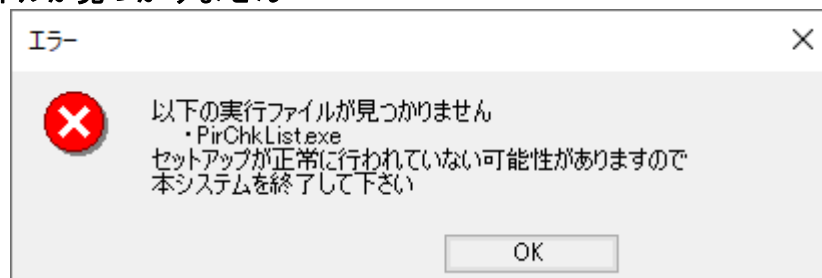 エラー
以下の実行ファイルが見つかりません
・PirChkList.exe
セットアップが正常に行われていない可能性がありますので
本システムを終了して下さい
OK